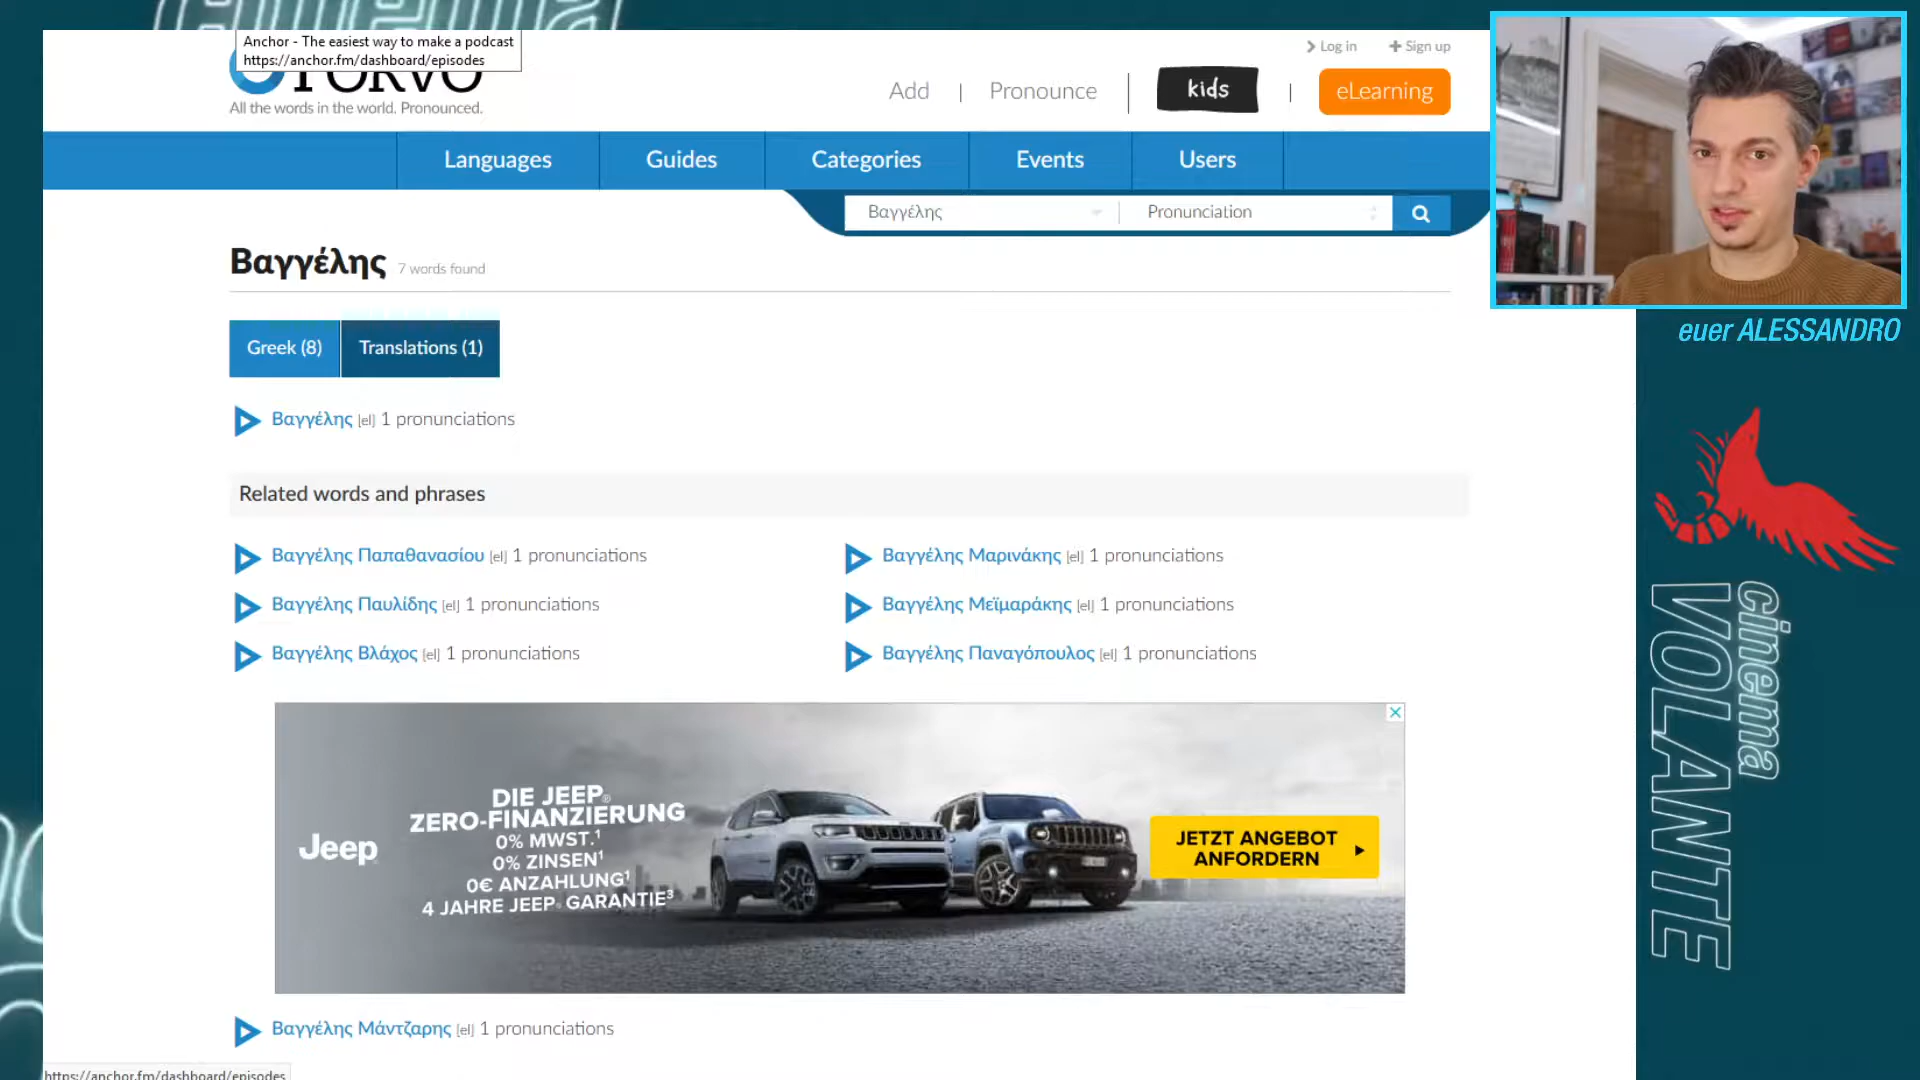 Anchor - The easiest way to make a podcast
https://anchor.fm/dashboard/episodes
FORVO
All the words in the world. Pronounced.
Log in
Sign up
Add | Pronounce
kids
eLearning
Languages
Guides
Categories
Events
Users
Βαγγέλης
Pronunciation
Βαγγέλης 7 words found
Greek (8)
Translations (1)
Βαγγέλης [el] 1 pronunciations
Related words and phrases
Βαγγέλης Παπαθανασίου [el] 1 pronunciations
Βαγγέλης Μαρινάκης [el] 1 pronunciations
Βαγγέλης Παυλίδης [el] 1 pronunciations
Βαγγέλης Μεϊμαράκης [el] 1 pronunciations
Βαγγέλης Βλάχος [el] 1 pronunciations
Βαγγέλης Παναγόπουλος [el] 1 pronunciations
Jeep
DIE JEEP®
ZERO-FINANZIERUNG
0% MWST.¹
0% ZINSEN¹
0€ ANZAHLUNG¹
4 JAHRE JEEP® GARANTIE³
JETZT ANGEBOT
ANFORDERN
Βαγγέλης Μάντζαρης [el] 1 pronunciations
https://anchor.fm/dashboard/episodes
euer ALESSANDRO
cinema
VOLANTE